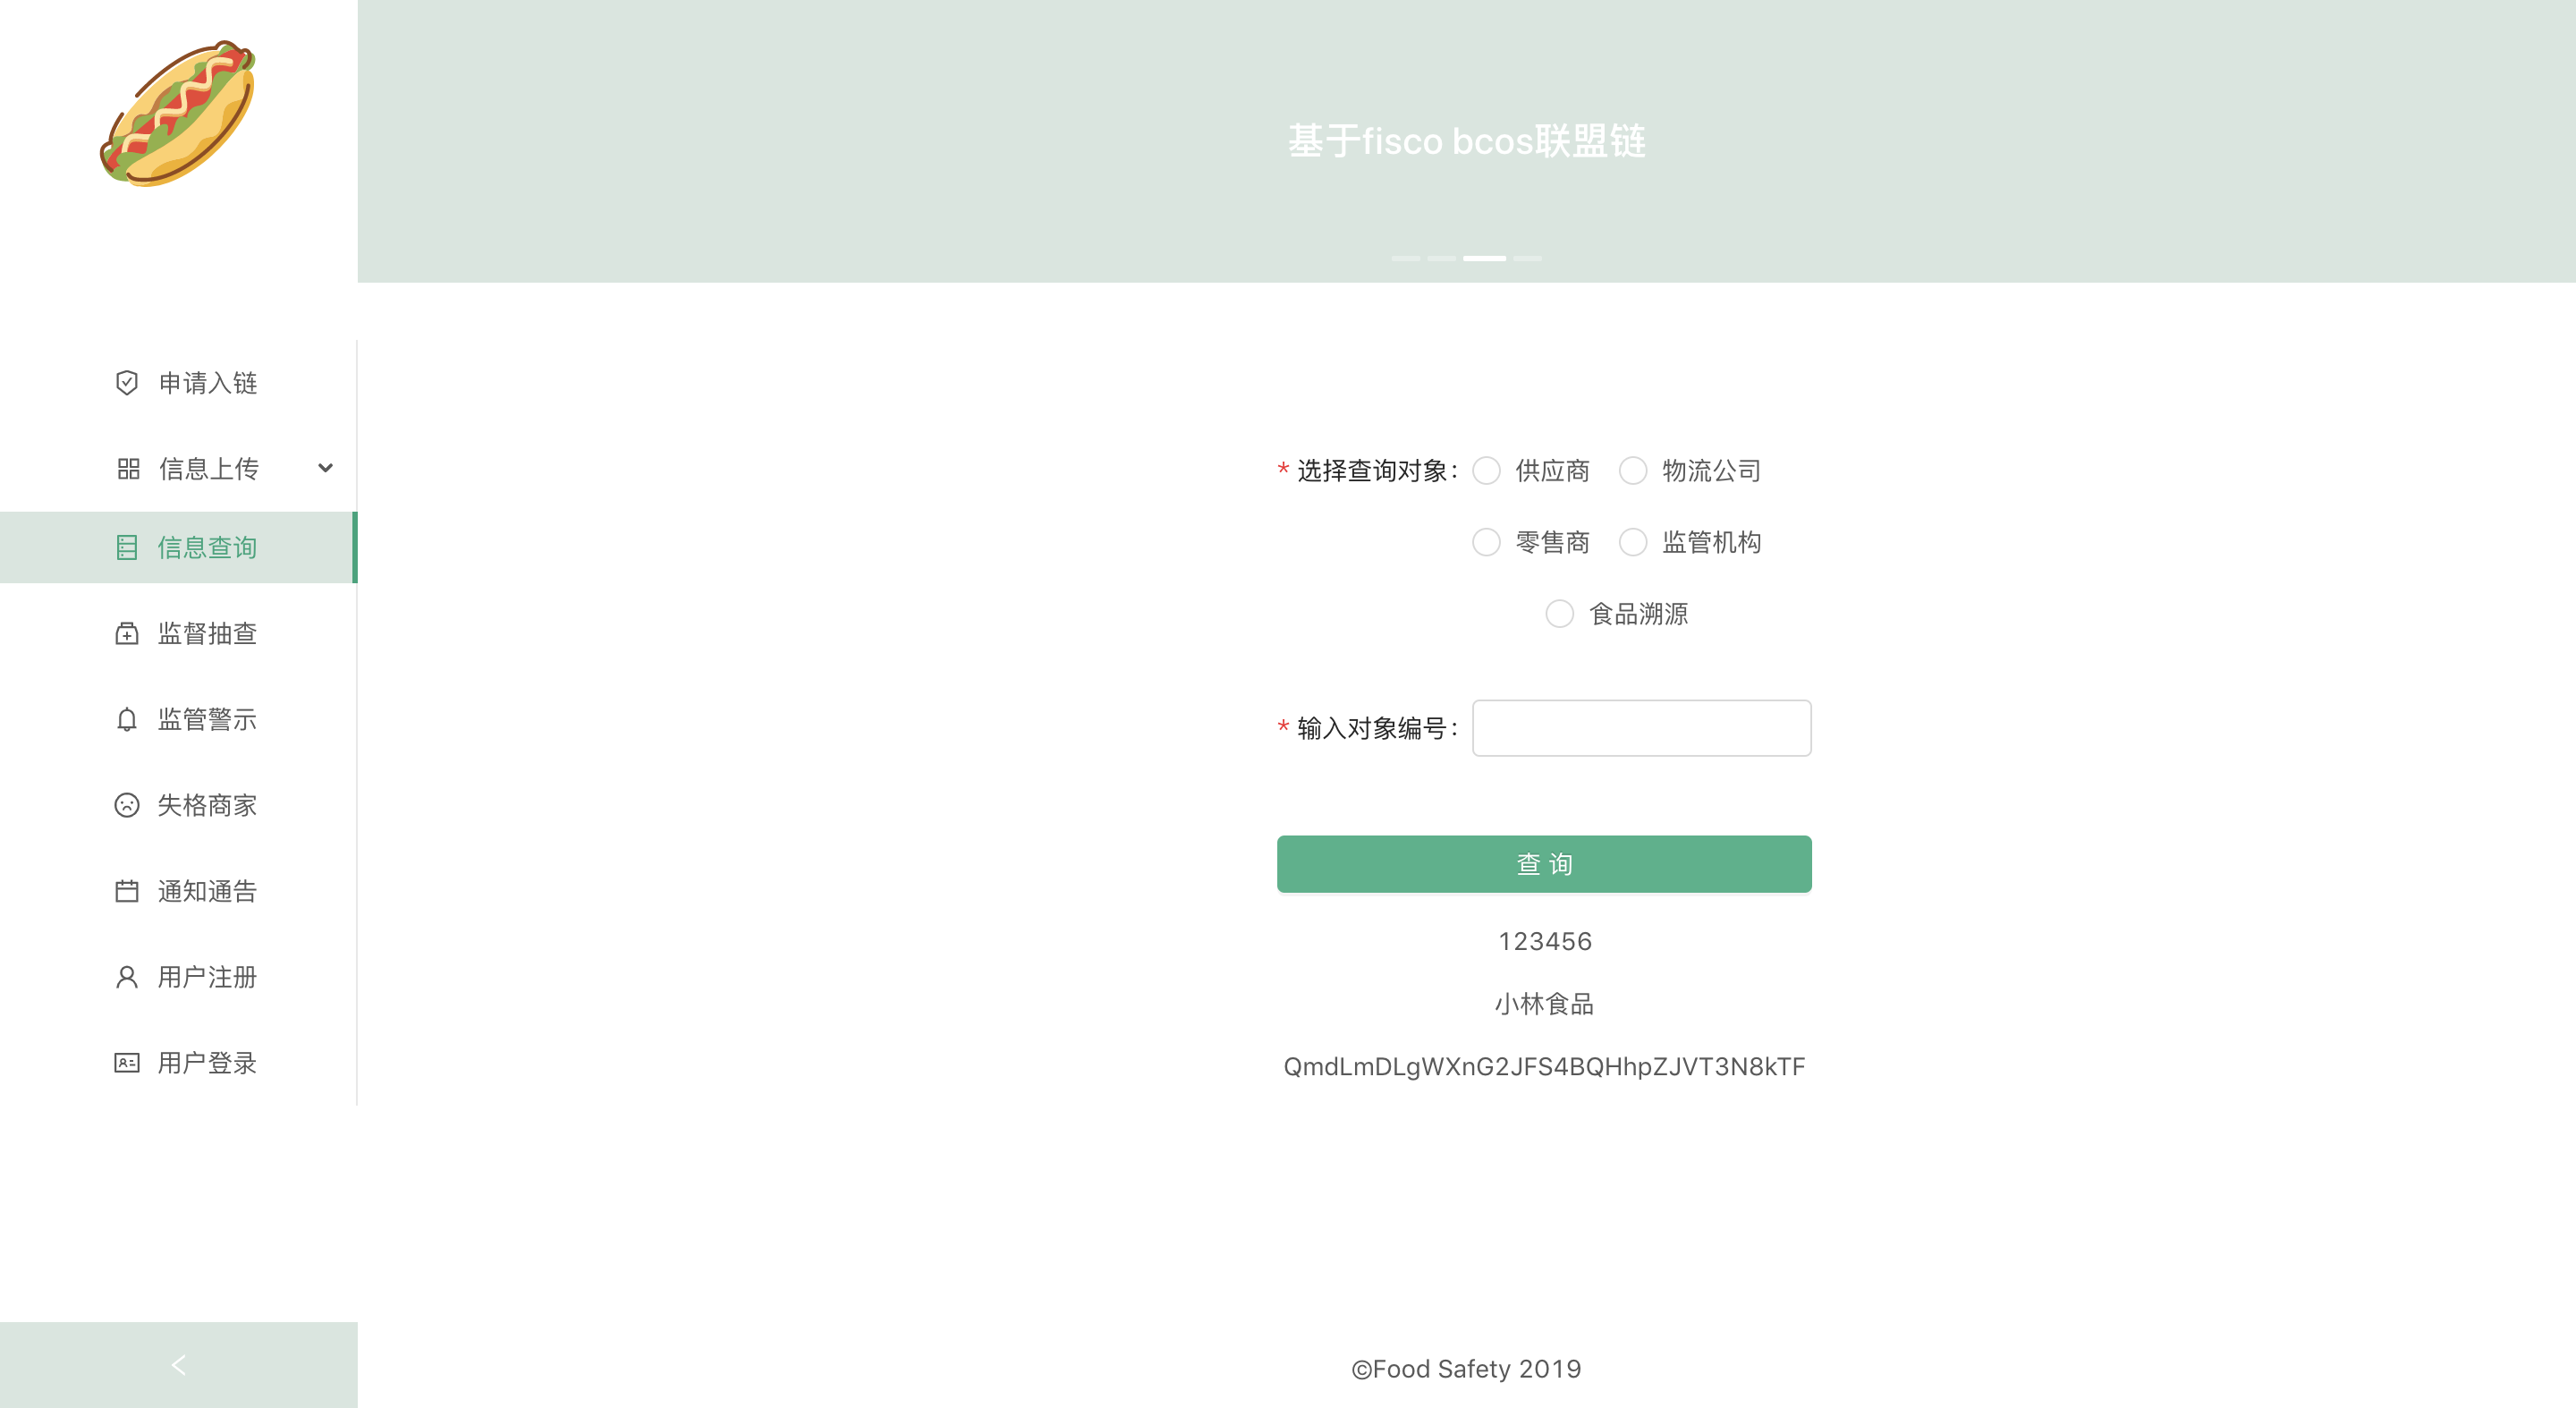 基于fisco bcos联盟链
申请入链
信息上传
信息查询
监督抽查
监管警示
失格商家
通知通告
用户注册
用户登录
* 选择查询对象:
供应商
物流公司
零售商
监管机构
食品溯源
* 输入对象编号:
查 询
123456
小林食品
QmdLmDLgWXnG2JFS4BQHhpZJVT3N8kTF
©Food Safety 2019